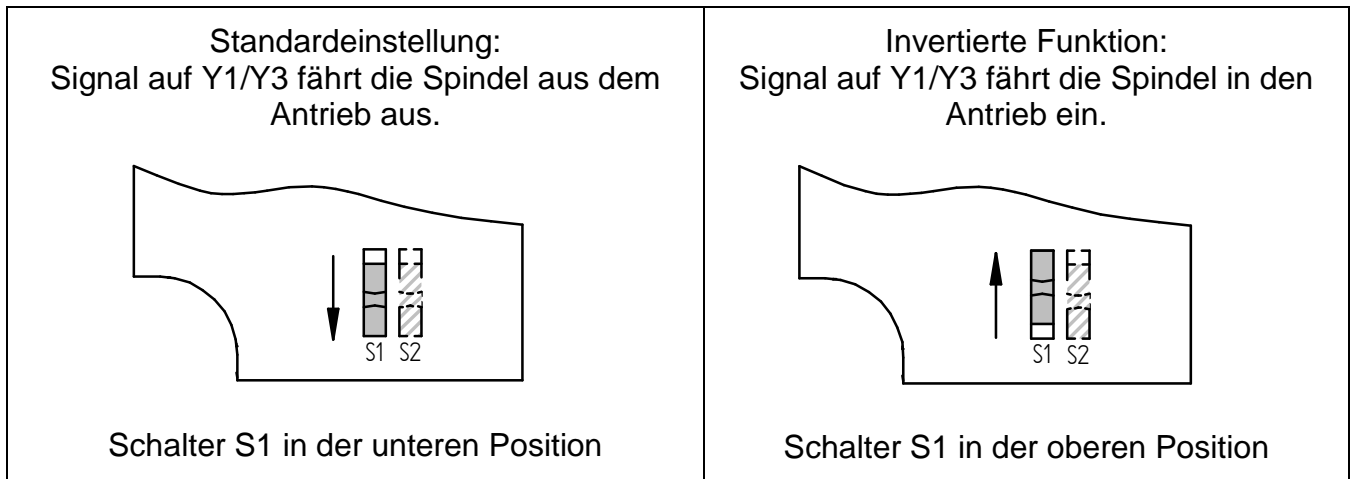 Standardeinstellung:
Signal auf Y1/Y3 fährt die Spindel aus dem
Antrieb aus.
S1 S2
Schalter S1 in der unteren Position
Invertierte Funktion:
Signal auf Y1/Y3 fährt die Spindel in den
Antrieb ein.
S1 S2
Schalter S1 in der oberen Position